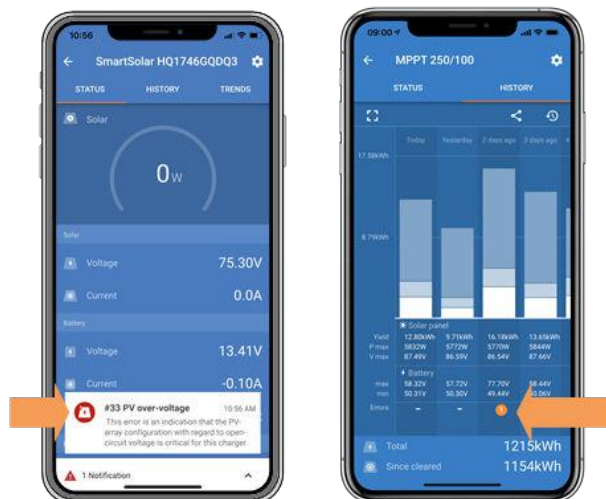 10:56
SmartSolar HQ1746GQDQ3
STATUS HISTORY TRENDS
Solar
0W
Solar
Voltage 75.30V
Current 0.0A
Battery
Voltage 13.41V
Current -0.10A
#33 PV over-voltage 10:56 AM
This error is an indication that the PV-
array configuration with regard to open-
circuit voltage is critical for this charger.
1 Notification
09:00
MPPT 250/100
STATUS HISTORY
Today Yesterday 2 days ago 3 days ago
17.58kWh
8.79kWh
Solar panel
Yield 12.80kWh 9.71kWh 16.18kWh 13.65kWh
P max 5832W 5772W 5770W 5844W
V max 87.49V 86.59V 86.54V 87.66V
Battery
max 58.32V 57.72V 77.70V 58.44V
min 50.31V 50.30V 49.44V
Errors - - 1
Total 1215kWh
Since cleared 1154kWh